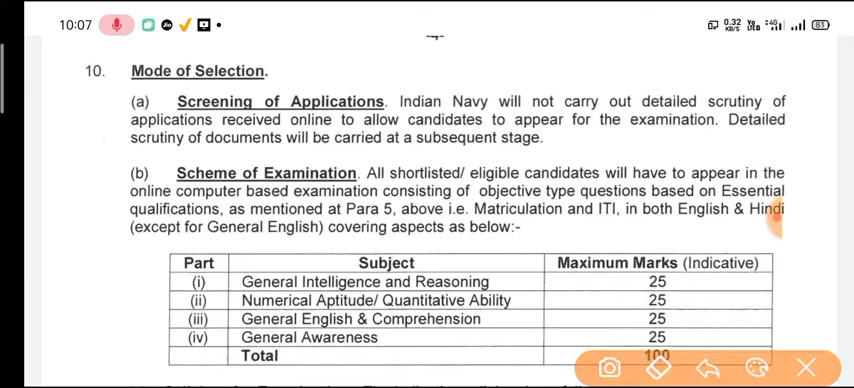 10:07 Jio 0.32 KB/S Vo LTE 4G 81
10. Mode of Selection.
(a) Screening of Applications. Indian Navy will not carry out detailed scrutiny of
applications received online to allow candidates to appear for the examination. Detailed
scrutiny of documents will be carried at a subsequent stage.
(b) Scheme of Examination. All shortlisted/ eligible candidates will have to appear in the
online computer based examination consisting of objective type questions based on Essential
qualifications, as mentioned at Para 5, above i.e. Matriculation and ITI, in both English & Hindi
(except for General English) covering aspects as below:-
Part Subject Maximum Marks (Indicative)
(i) General Intelligence and Reasoning 25
(ii) Numerical Aptitude/ Quantitative Ability 25
(iii) General English & Comprehension 25
(iv) General Awareness 25
Total 100